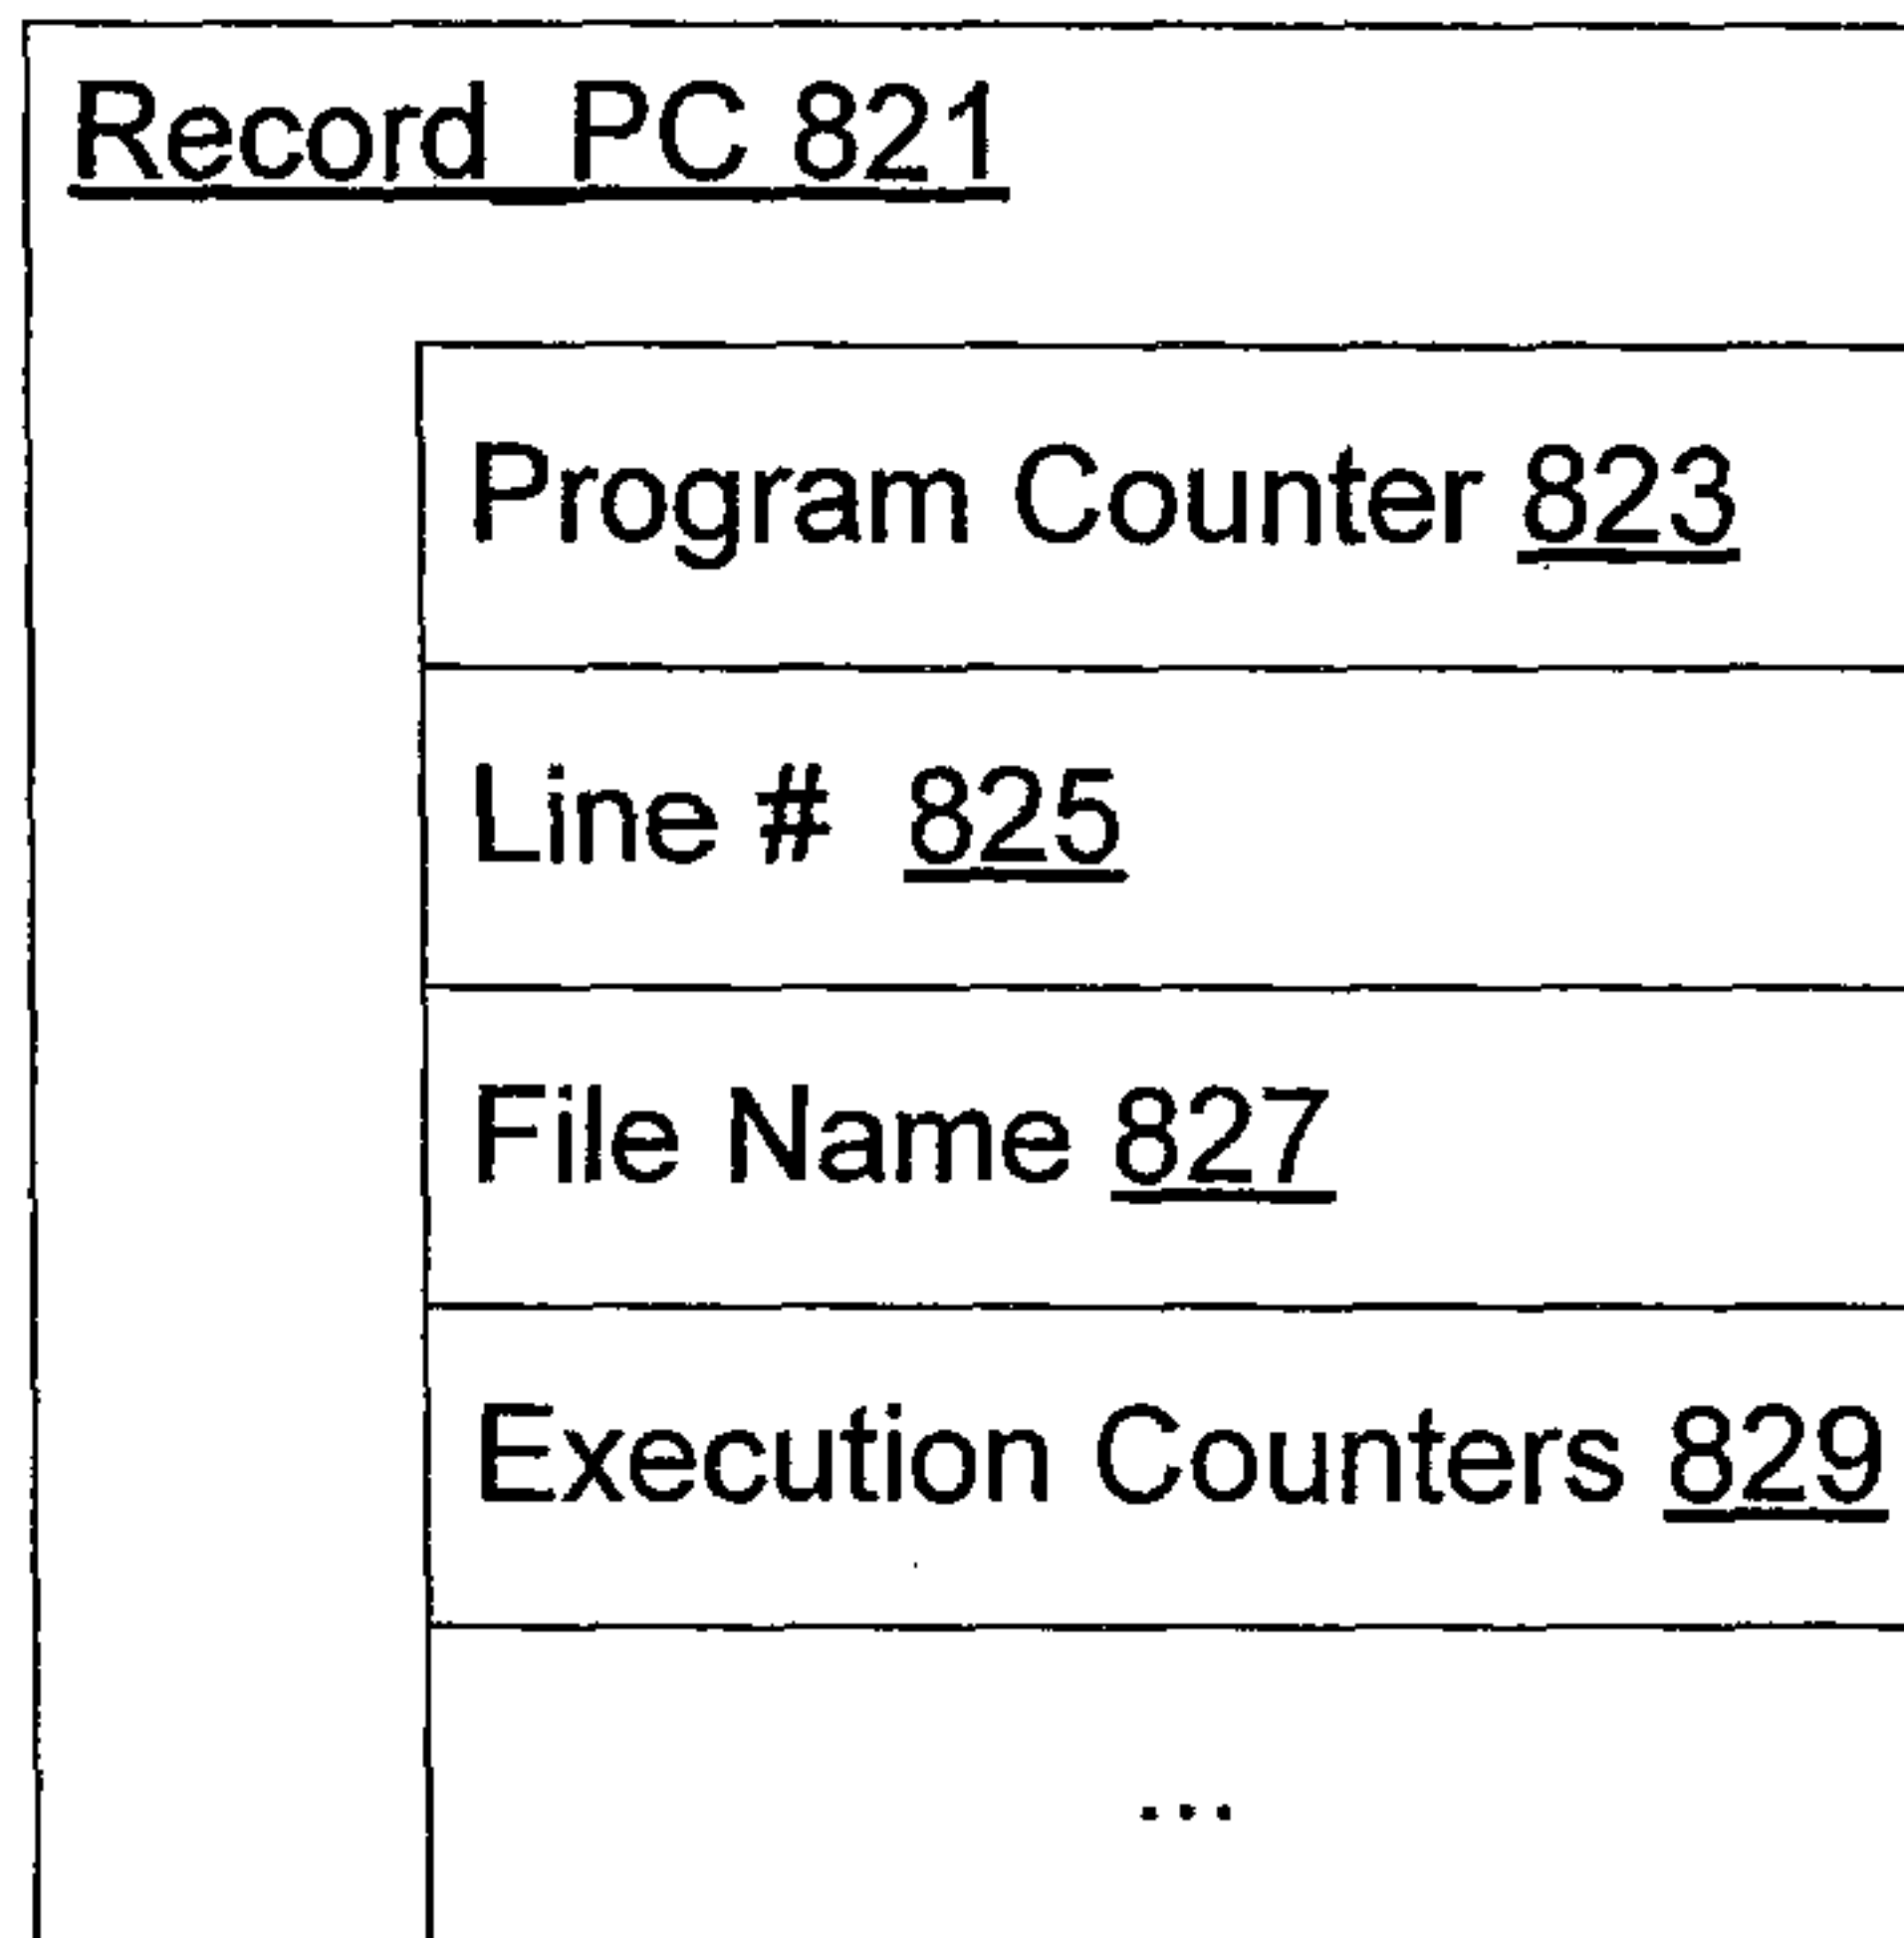 Record PC 821
Program Counter 823
Line # 825
File Name 827
Execution Counters 829
...